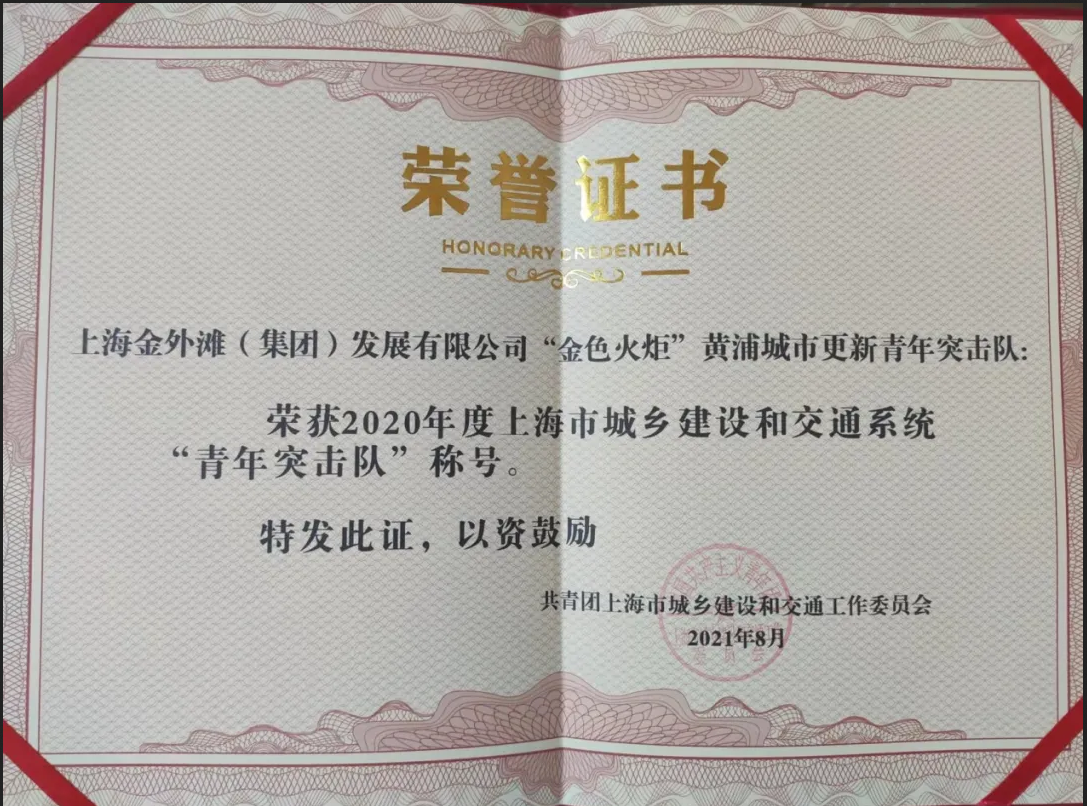 荣誉证书
HONORARY CREDENTIAL
上海金外滩（集团）发展有限公司“金色火炬”黄浦城市更新青年突击队：
荣获2020年度上海市城乡建设和交通系统
“青年突击队”称号。
特发此证，以资鼓励
共青团上海市城乡建设和交通工作委员会
2021年8月